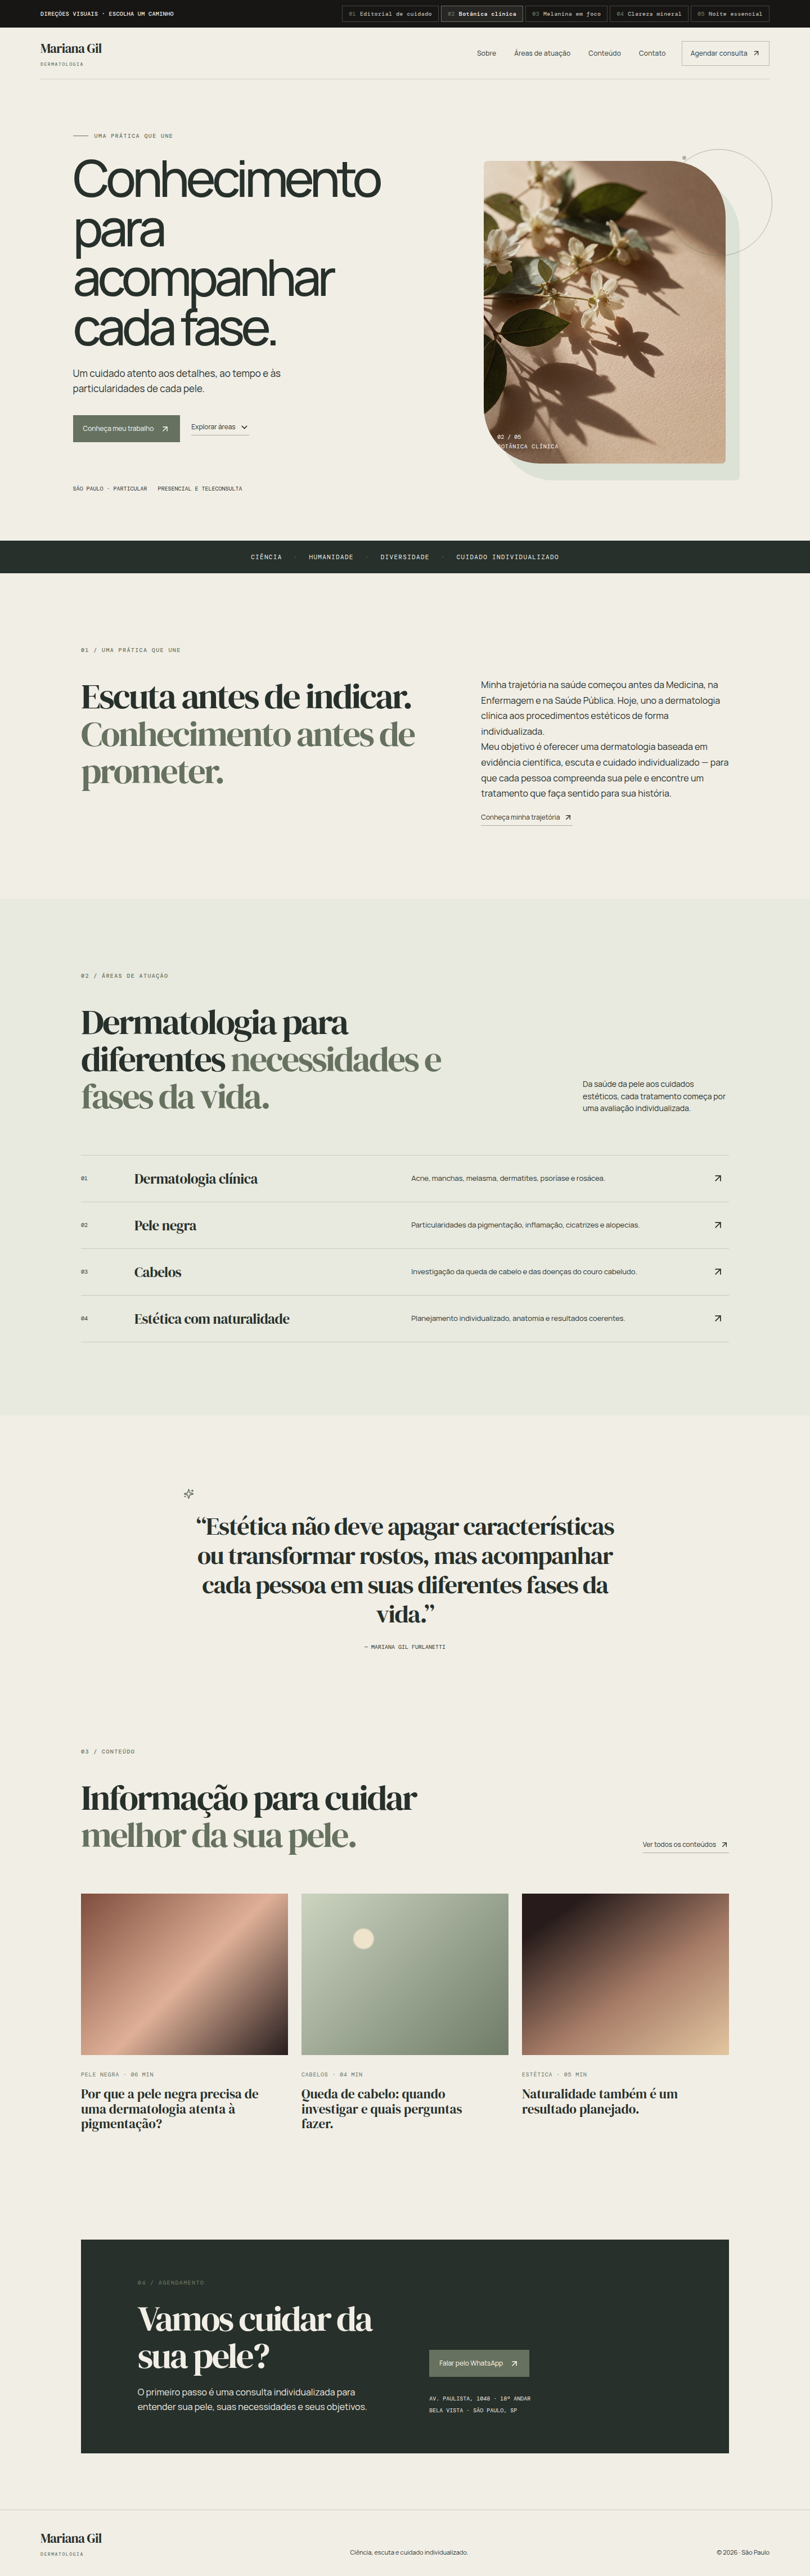 DIREÇÕES VISUAIS · ESCOLHA UM CAMINHO
01 Editorial de cuidado
02 Botânica clínica
03 Melanina em foco
04 Clareza mineral
05 Noite essencial
Mariana Gil
DERMATOLOGIA
Sobre
Áreas de atuação
Conteúdo
Contato
Agendar consulta
UMA PRÁTICA QUE UNE
Conhecimento
para
acompanhar
cada fase.
Um cuidado atento aos detalhes, ao tempo e às
particularidades de cada pele.
Conheça meu trabalho
Explorar áreas
SÃO PAULO · PARTICULAR · PRESENCIAL E TELECONSULTA
02 / 05
BOTÂNICA CLÍNICA
CIÊNCIA · HUMANIDADE · DIVERSIDADE · CUIDADO INDIVIDUALIZADO
01 / UMA PRÁTICA QUE UNE
Escuta antes de indicar.
Conhecimento antes de
prometer.
Minha trajetória na saúde começou antes da Medicina, na
Enfermagem e na Saúde Pública. Hoje, uno a dermatologia
clínica aos procedimentos estéticos de forma
individualizada.
Meu objetivo é oferecer uma dermatologia baseada em
evidência científica, escuta e cuidado individualizado — para
que cada pessoa compreenda sua pele e encontre um
tratamento que faça sentido para sua história.
Conheça minha trajetória
02 / ÁREAS DE ATUAÇÃO
Dermatologia para
diferentes necessidades e
fases da vida.
Da saúde da pele aos cuidados
estéticos, cada tratamento começa por
uma avaliação individualizada.
01
Dermatologia clínica
Acne, manchas, melasma, dermatites, psoríase e rosácea.
02
Pele negra
Particularidades da pigmentação, inflamação, cicatrizes e alopecias.
03
Cabelos
Investigação da queda de cabelo e das doenças do couro cabeludo.
04
Estética com naturalidade
Planejamento individualizado, anatomia e resultados coerentes.
“Estética não deve apagar características
ou transformar rostos, mas acompanhar
cada pessoa em suas diferentes fases da
vida.”
— MARIANA GIL FURLANETTI
03 / CONTEÚDO
Informação para cuidar
melhor da sua pele.
Ver todos os conteúdos
PELE NEGRA · 06 MIN
Por que a pele negra precisa de
uma dermatologia atenta à
pigmentação?
CABELOS · 04 MIN
Queda de cabelo: quando
investigar e quais perguntas
fazer.
ESTÉTICA · 05 MIN
Naturalidade também é um
resultado planejado.
04 / AGENDAMENTO
Vamos cuidar da
sua pele?
O primeiro passo é uma consulta individualizada para
entender sua pele, suas necessidades e seus objetivos.
Falar pelo WhatsApp
AV. PAULISTA, 1048 · 18º ANDAR
BELA VISTA · SÃO PAULO, SP
Mariana Gil
DERMATOLOGIA
Ciência, escuta e cuidado individualizado.
© 2026 · São Paulo